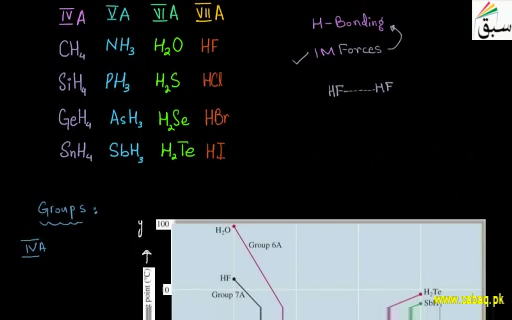 IVA VA VIA VIIA
CH4 NH3 H2O HF
SiH4 PH3 H2S HCl
GeH4 AsH3 H2Se HBr
SnH4 SbH3 H2Te HI
H-Bonding
IM Forces
HF------HF
سبق
Groups:
IVA
y
100
H2O
Group 6A
HF
Group 7A
0
H2Te
point (°C)
www.sabaq.pk